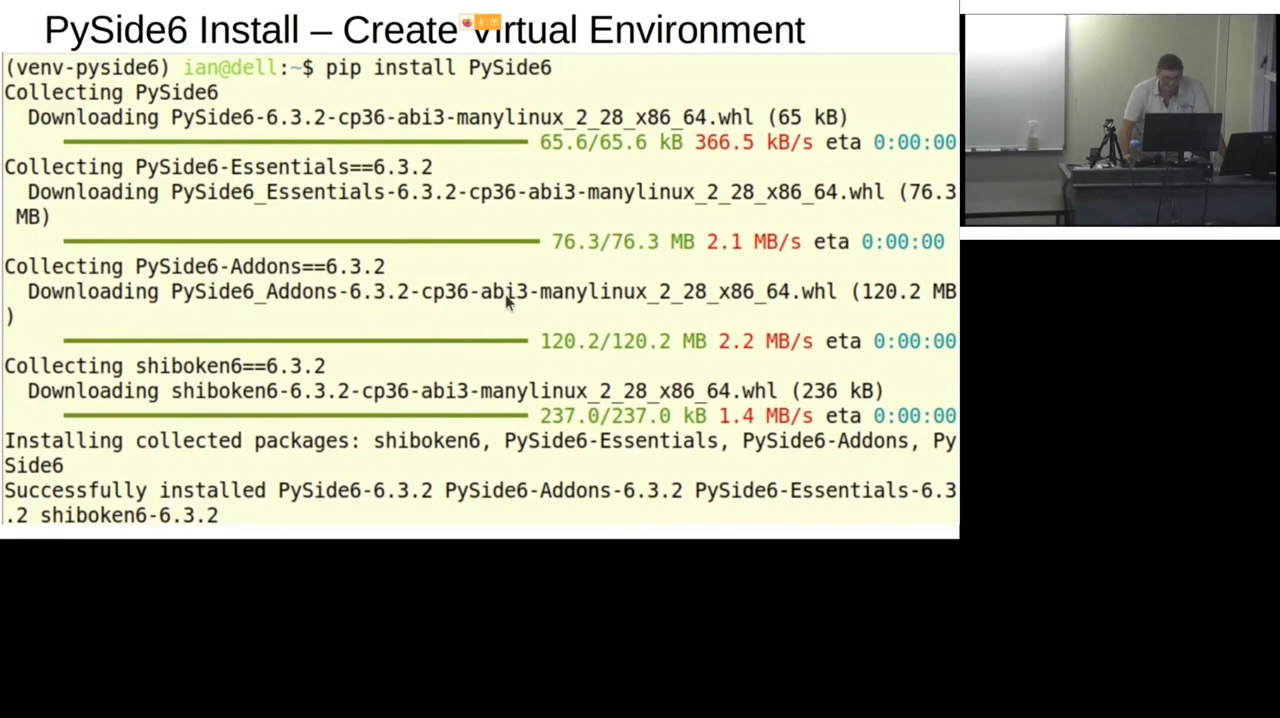 PySide6 Install – Create Virtual Environment
(venv-pyside6) ian@dell:~$ pip install PySide6
Collecting PySide6
Downloading PySide6-6.3.2-cp36-abi3-manylinux_2_28_x86_64.whl (65 kB)
65.6/65.6 kB 366.5 kB/s eta 0:00:00
Collecting PySide6-Essentials==6.3.2
Downloading PySide6_Essentials-6.3.2-cp36-abi3-manylinux_2_28_x86_64.whl (76.3
MB)
76.3/76.3 MB 2.1 MB/s eta 0:00:00
Collecting PySide6-Addons==6.3.2
Downloading PySide6_Addons-6.3.2-cp36-abi3-manylinux_2_28_x86_64.whl (120.2 MB
)
120.2/120.2 MB 2.2 MB/s eta 0:00:00
Collecting shiboken6==6.3.2
Downloading shiboken6-6.3.2-cp36-abi3-manylinux_2_28_x86_64.whl (236 kB)
237.0/237.0 kB 1.4 MB/s eta 0:00:00
Installing collected packages: shiboken6, PySide6-Essentials, PySide6-Addons, Py
Side6
Successfully installed PySide6-6.3.2 PySide6-Addons-6.3.2 PySide6-Essentials-6.3
.2 shiboken6-6.3.2